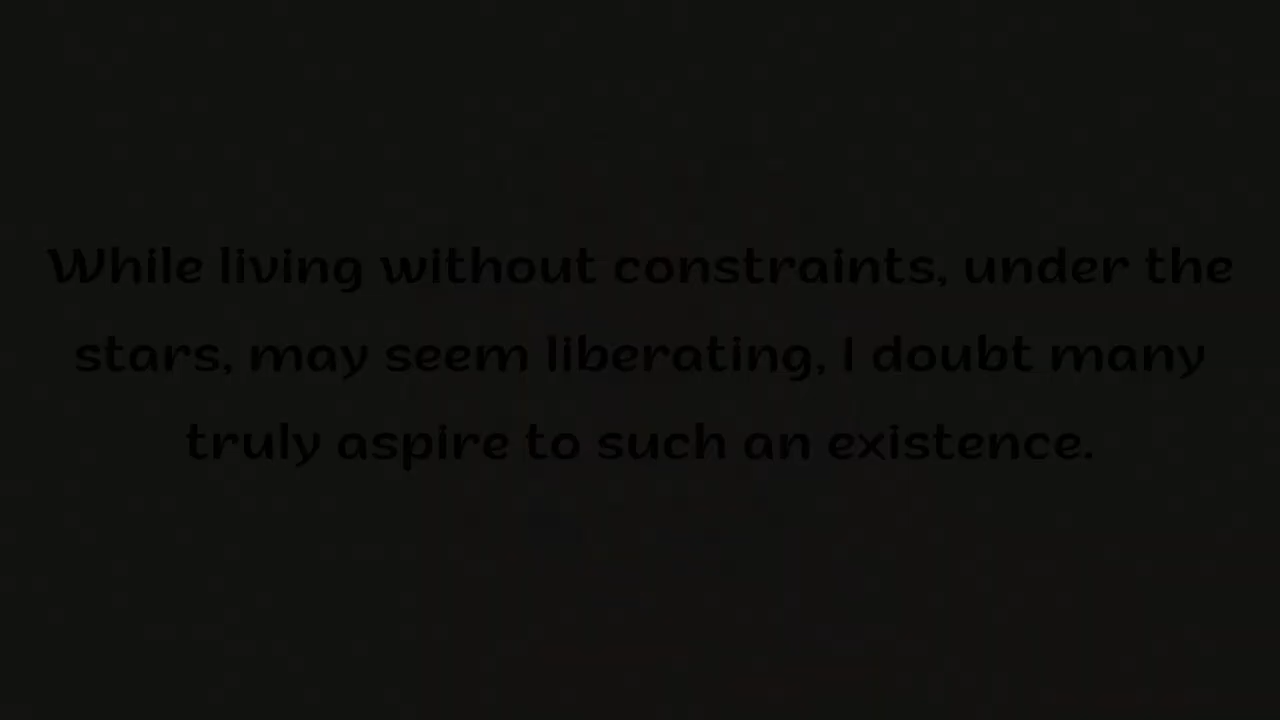 While living without constraints, under the
stars, may seem liberating, I doubt many
truly aspire to such an existence.